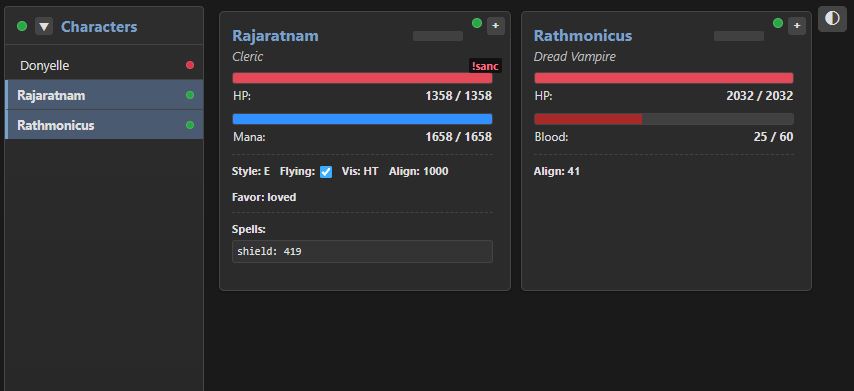 Characters
Donyelle
Rajaratnam
Rathmonicus
Rajaratnam
+
Cleric
!sanc
HP: 1358 / 1358
Mana: 1658 / 1658
Style: E Flying: Vis: HT Align: 1000
Favor: loved
Spells:
shield: 419
Rathmonicus
+
Dread Vampire
HP: 2032 / 2032
Blood: 25 / 60
Align: 41